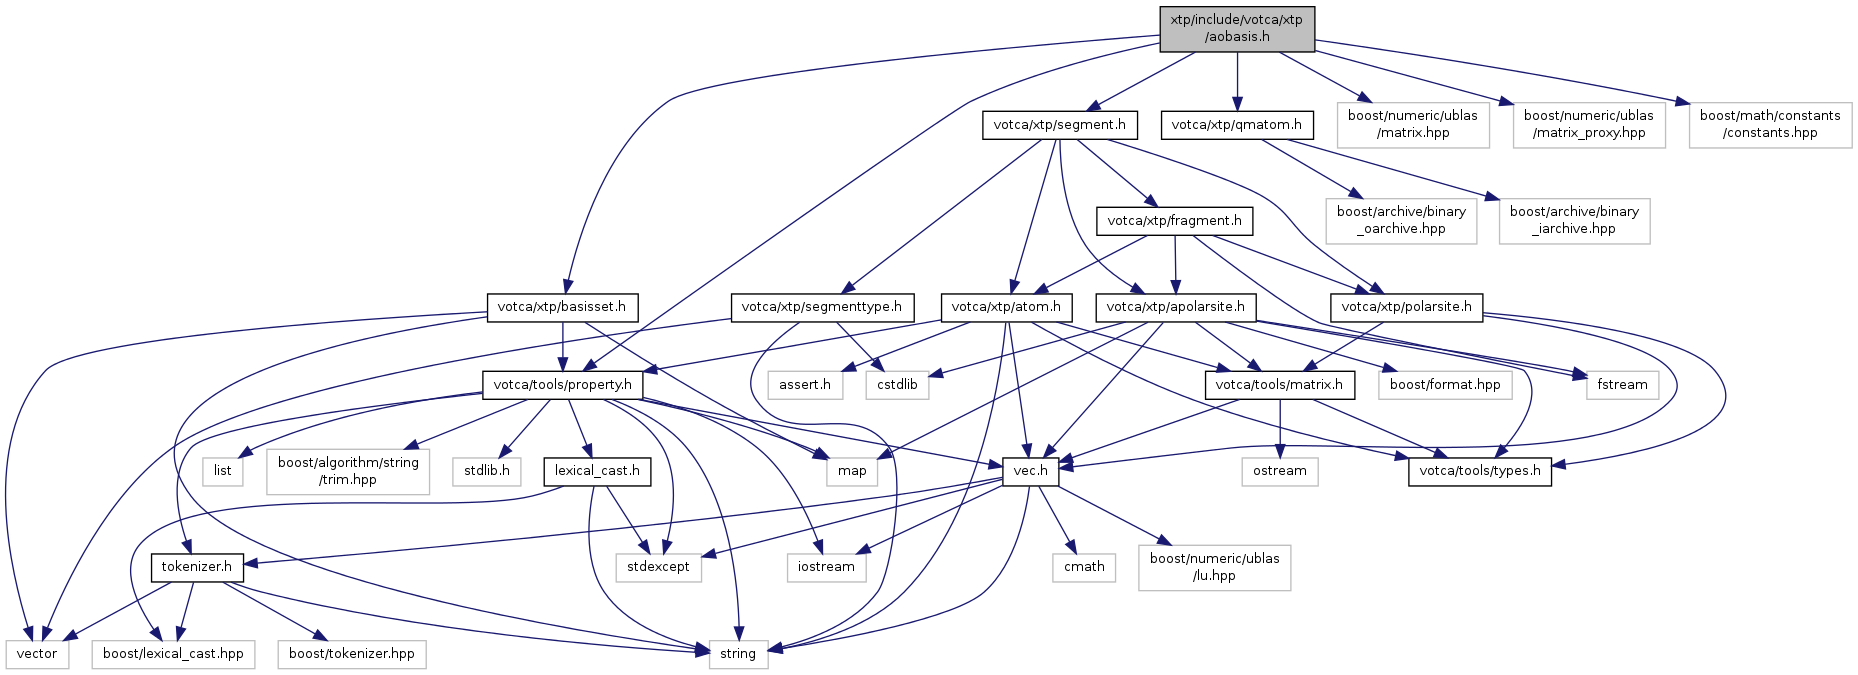 xtp/include/votca/xtp
/aobasis.h
votca/xtp/segment.h
votca/xtp/qmatom.h
boost/numeric/ublas
/matrix.hpp
boost/numeric/ublas
/matrix_proxy.hpp
boost/math/constants
/constants.hpp
votca/xtp/fragment.h
boost/archive/binary
_oarchive.hpp
boost/archive/binary
_iarchive.hpp
votca/xtp/basisset.h
votca/xtp/segmenttype.h
votca/xtp/atom.h
votca/xtp/apolarsite.h
votca/xtp/polarsite.h
votca/tools/property.h
assert.h
cstdlib
votca/tools/matrix.h
boost/format.hpp
fstream
list
boost/algorithm/string
/trim.hpp
stdlib.h
lexical_cast.h
map
vec.h
ostream
votca/tools/types.h
tokenizer.h
stdexcept
iostream
cmath
boost/numeric/ublas
/lu.hpp
vector
boost/lexical_cast.hpp
boost/tokenizer.hpp
string